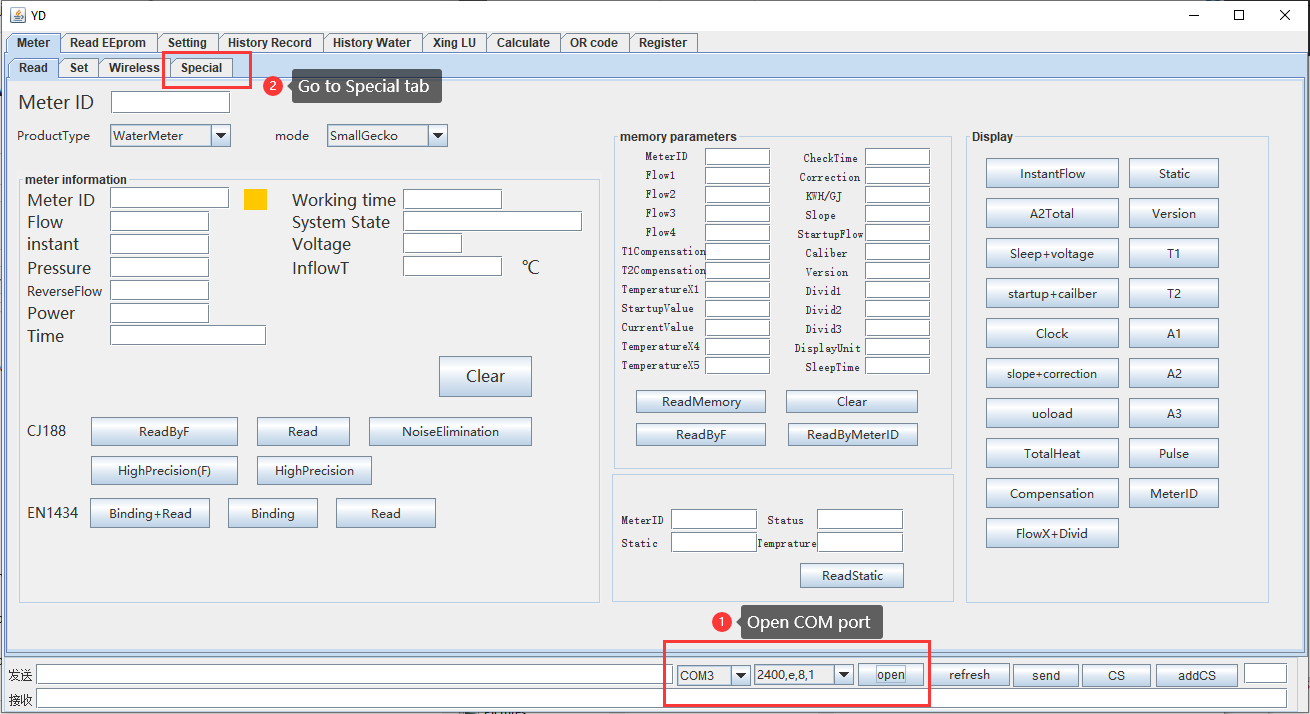 YD
Meter Read EEprom Setting History Record History Water Xing LU Calculate OR code Register
Read Set Wireless Special
2 Go to Special tab
Meter ID
ProductType WaterMeter mode SmallGecko
meter information
Meter ID Working time
Flow System State
instant Voltage
Pressure InflowT ℃
ReverseFlow
Power
Time
Clear
CJ188 ReadByF Read NoiseElimination
HighPrecision(F) HighPrecision
EN1434 Binding+Read Binding Read
memory parameters
MeterID CheckTime
Flow1 Correction
Flow2 KWH/GJ
Flow3 Slope
Flow4 StartupFlow
T1Compensation Caliber
T2Compensation Version
TemperatureX1 Divid1
StartupValue Divid2
CurrentValue Divid3
TemperatureX4 DisplayUnit
TemperatureX5 SleepTime
ReadMemory Clear
ReadByF ReadByMeterID
MeterID Status
Static Temprature
ReadStatic
Display
InstantFlow Static
A2Total Version
Sleep+voltage T1
startup+cailber T2
Clock A1
slope+correction A2
uoload A3
TotalHeat Pulse
Compensation MeterID
FlowX+Divid
1 Open COM port
发送 COM3 2400,e,8,1 open refresh send CS addCS
接收